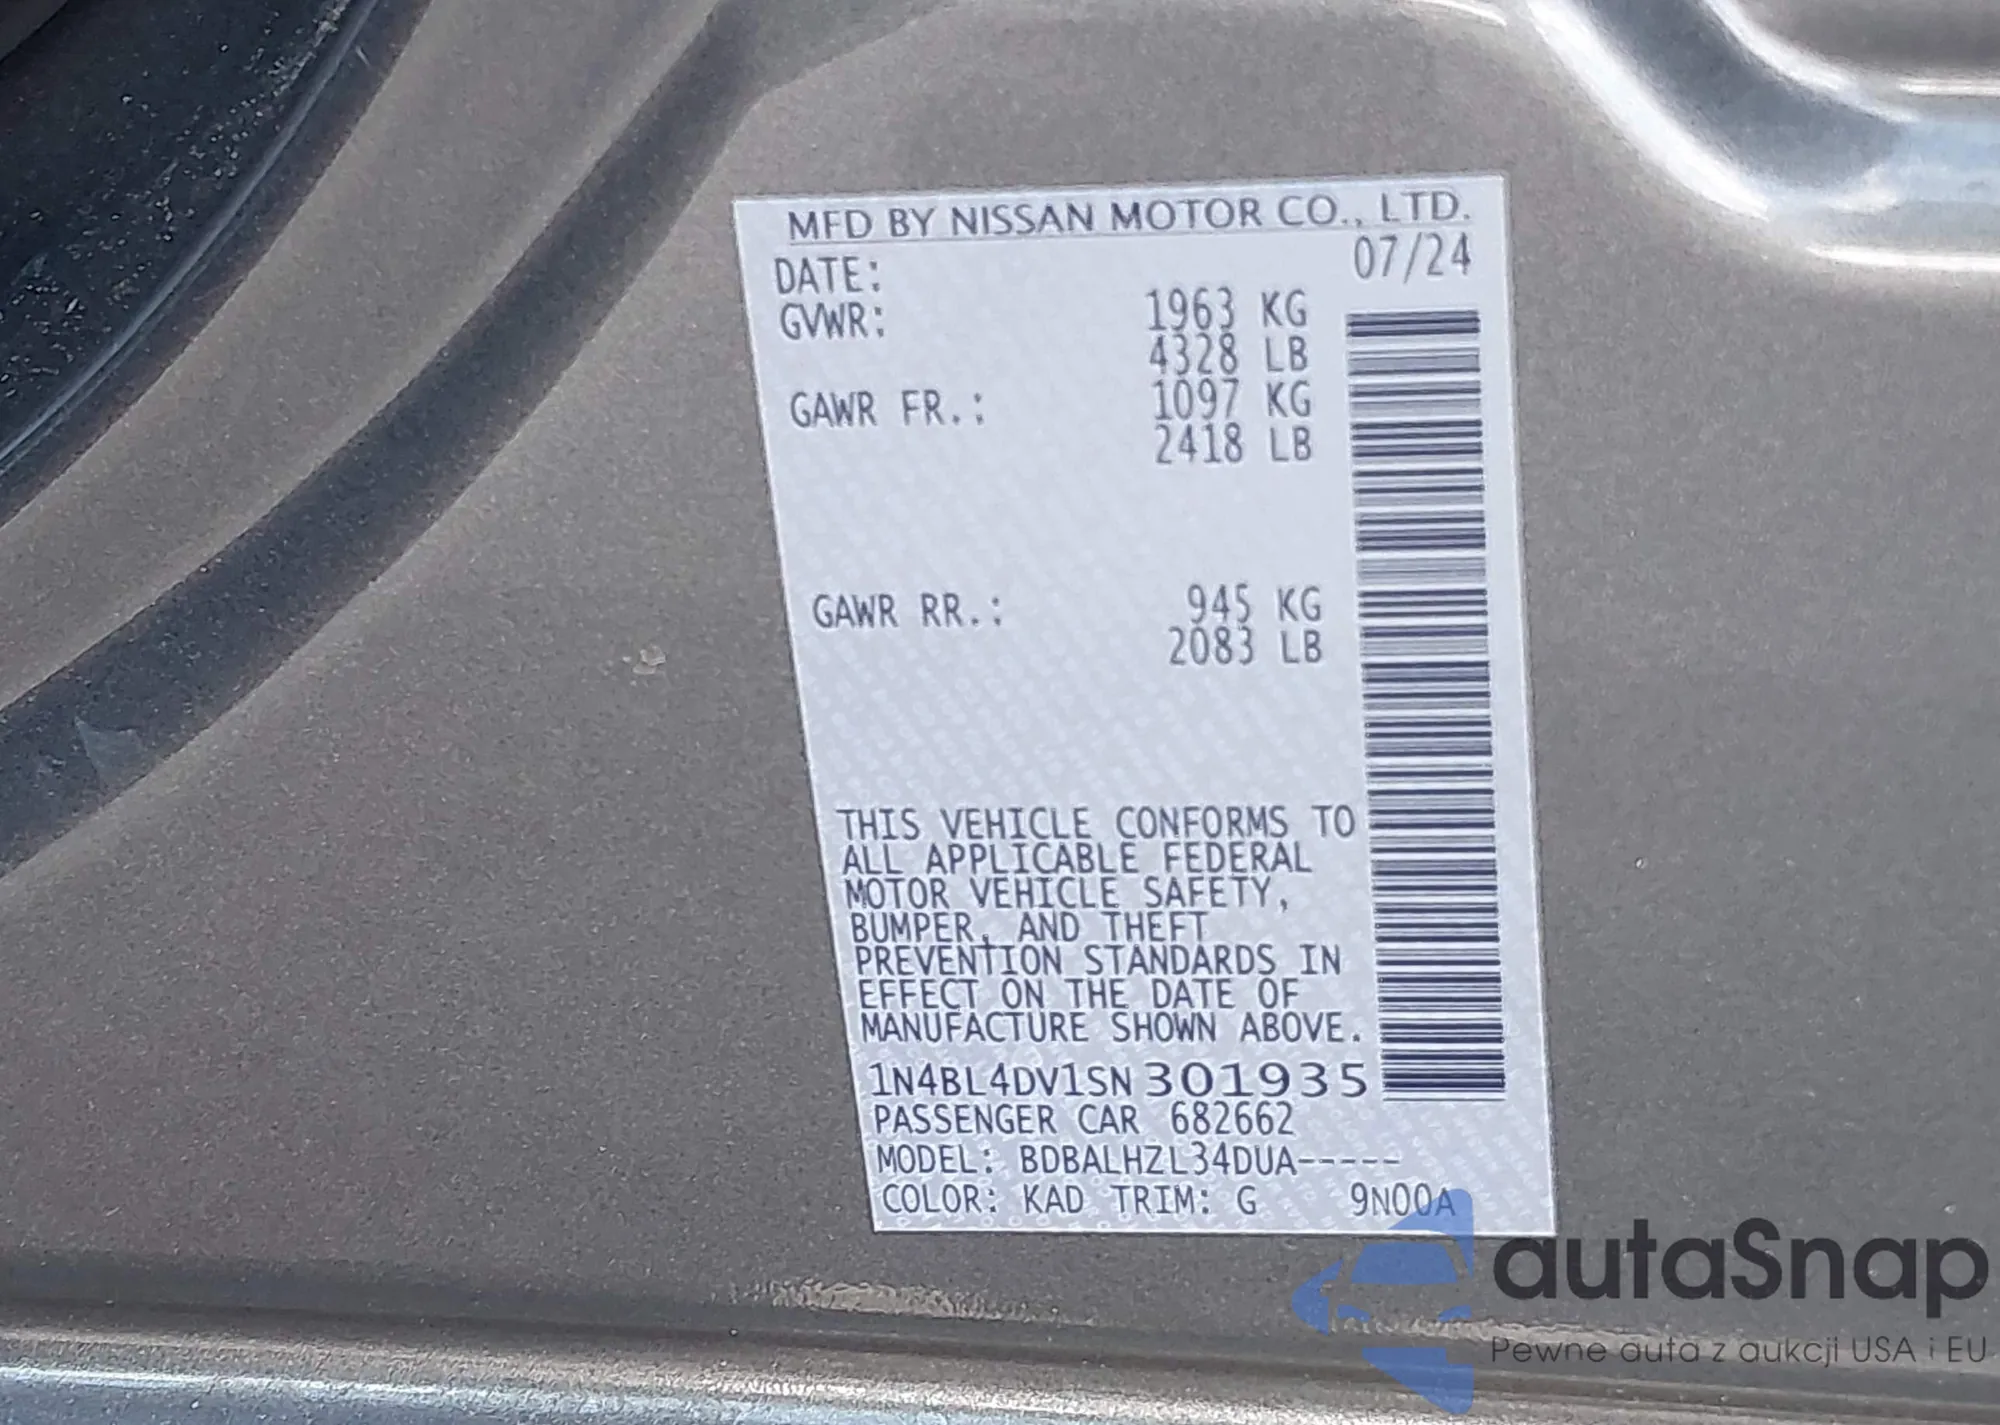 MFD BY NISSAN MOTOR CO., LTD.
DATE: 07/24
GVWR: 1963 KG
4328 LB
GAWR FR.: 1097 KG
2418 LB
GAWR RR.: 945 KG
2083 LB
THIS VEHICLE CONFORMS TO
ALL APPLICABLE FEDERAL
MOTOR VEHICLE SAFETY,
BUMPER, AND THEFT
PREVENTION STANDARDS IN
EFFECT ON THE DATE OF
MANUFACTURE SHOWN ABOVE.
1N4BL4DV1SN301935
PASSENGER CAR 682662
MODEL: BDBALHZL34DUA-----
COLOR: KAD TRIM: G 9N00A
autaSnap
Pewne auta z aukcji USA i EU